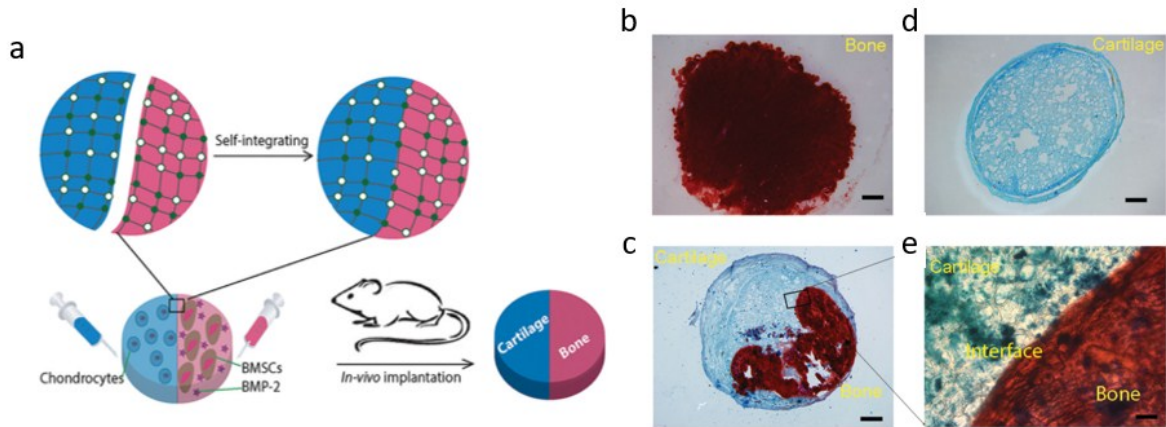 a
Self-integrating
Chondrocytes
BMSCs
BMP-2
In-vivo implantation
Cartilage
Bone
b
Bone
c
Cartilage
Bone
d
Cartilage
e
Cartilage
Interface
Bone